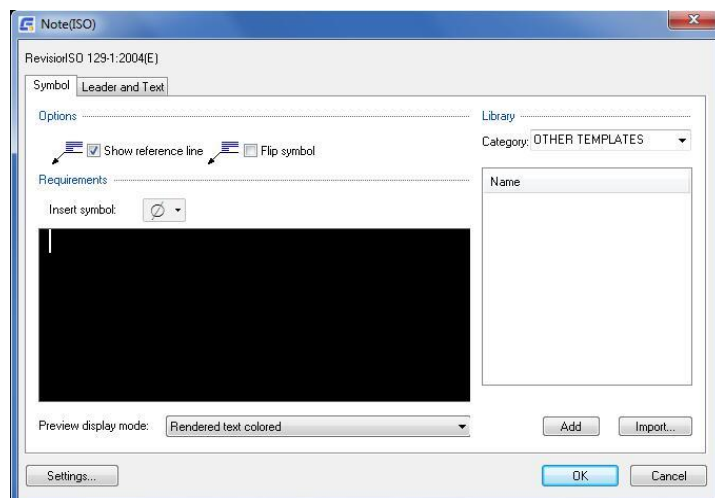 Note(ISO)
RevisionISO 129-1:2004(E)
Symbol
Leader and Text
Options
Show reference line
Flip symbol
Requirements
Insert symbol:
Preview display mode:
Rendered text colored
Library
Category:
OTHER TEMPLATES
Name
Add
Import...
Settings...
OK
Cancel